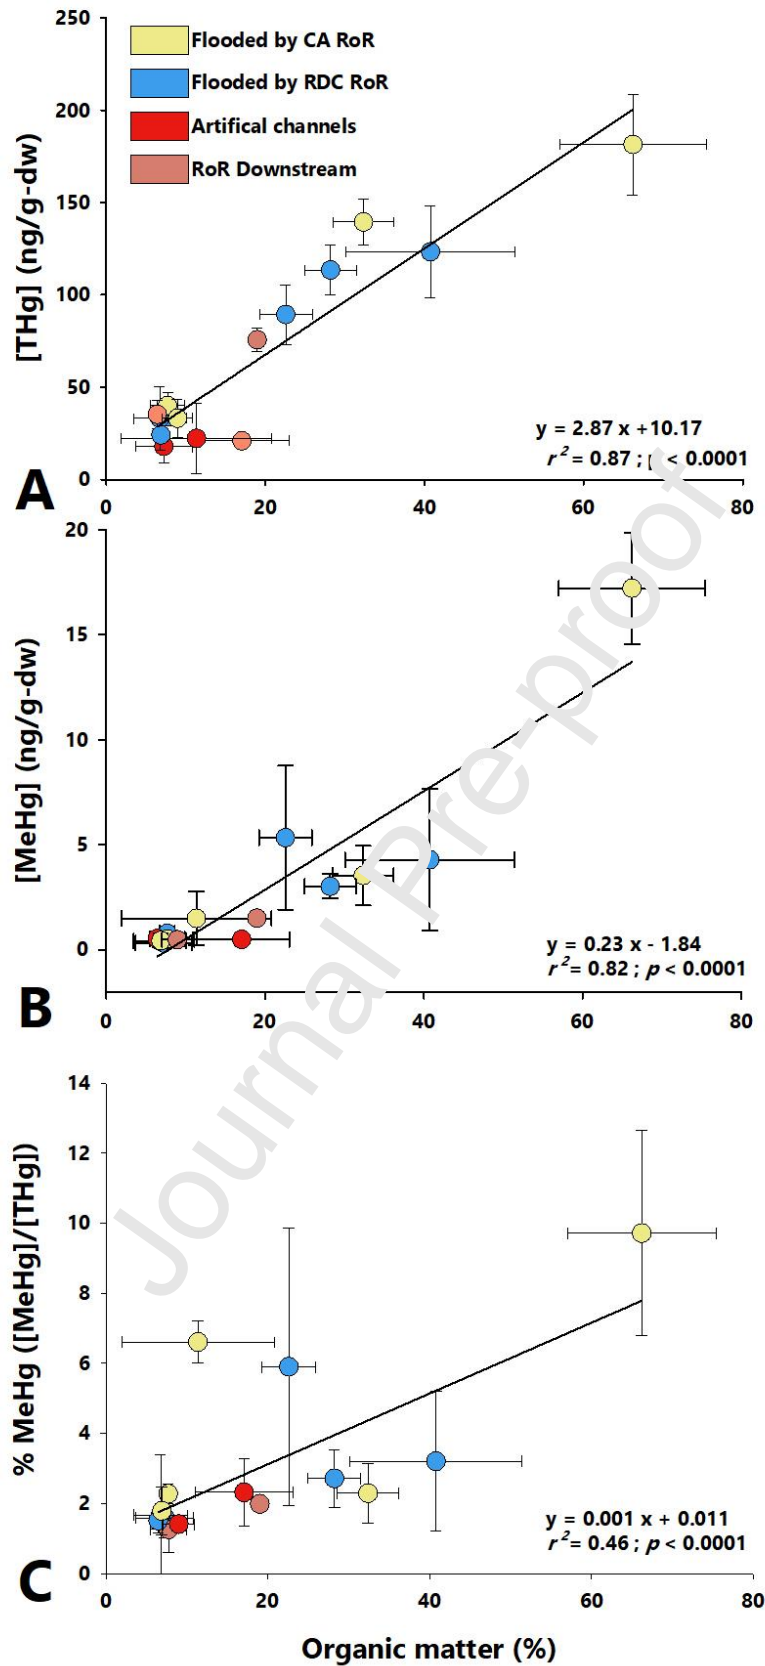 250
200
150
100
50
0
[THg] (ng/g-dw)
Flooded by CA RoR
Flooded by RDC RoR
Artifical channels
RoR Downstream
y = 2.87 x +10.17
r² = 0.87 ; p < 0.0001
A
0 20 40 60 80
20
15
10
5
0
[MeHg] (ng/g-dw)
y = 0.23 x - 1.84
r² = 0.82 ; p < 0.0001
B
0 20 40 60 80
14
12
10
8
6
4
2
0
% MeHg ([MeHg]/[THg])
y = 0.001 x + 0.011
r² = 0.46 ; p < 0.0001
C
0 20 40 60 80
Organic matter (%)
Journal Pre-proof